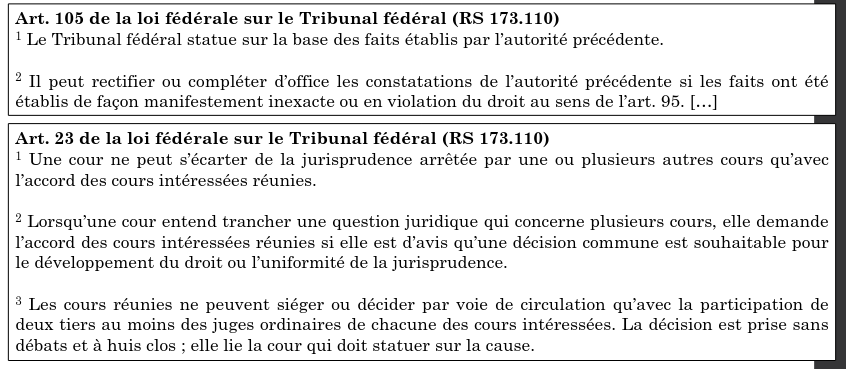 Art. 105 de la loi fédérale sur le Tribunal fédéral (RS 173.110)
¹ Le Tribunal fédéral statue sur la base des faits établis par l'autorité précédente.
² Il peut rectifier ou compléter d'office les constatations de l'autorité précédente si les faits ont été
établis de façon manifestement inexacte ou en violation du droit au sens de l'art. 95. […]
Art. 23 de la loi fédérale sur le Tribunal fédéral (RS 173.110)
¹ Une cour ne peut s'écarter de la jurisprudence arrêtée par une ou plusieurs autres cours qu'avec
l'accord des cours intéressées réunies.
² Lorsqu'une cour entend trancher une question juridique qui concerne plusieurs cours, elle demande
l'accord des cours intéressées réunies si elle est d'avis qu'une décision commune est souhaitable pour
le développement du droit ou l'uniformité de la jurisprudence.
³ Les cours réunies ne peuvent siéger ou décider par voie de circulation qu'avec la participation de
deux tiers au moins des juges ordinaires de chacune des cours intéressées. La décision est prise sans
débats et à huis clos ; elle lie la cour qui doit statuer sur la cause.